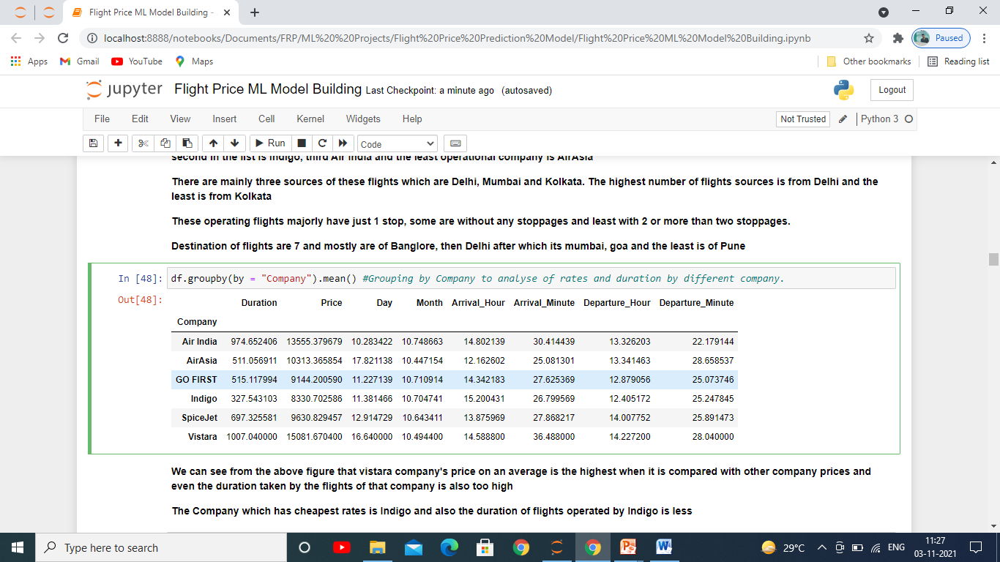 Flight Price ML Model Building -
localhost:8888/notebooks/Documents/FRP/ML%20%20Projects/Flight%20Price%20Prediction%20Model/Flight%20Price%20ML%20Model%20Building.ipynb
Paused
Apps Gmail YouTube Maps Other bookmarks Reading list
jupyter Flight Price ML Model Building Last Checkpoint: a minute ago (autosaved) Logout
File Edit View Insert Cell Kernel Widgets Help Not Trusted Python 3
Run Code
second in the list is Indigo, third Air India and the least operational company is AirAsia
There are mainly three sources of these flights which are Delhi, Mumbai and Kolkata. The highest number of flights sources is from Delhi and the
least is from Kolkata
These operating flights majorly have just 1 stop, some are without any stoppages and least with 2 or more than two stoppages.
Destination of flights are 7 and mostly are of Banglore, then Delhi after which its mumbai, goa and the least is of Pune
In [48]: df.groupby(by = "Company").mean() #Grouping by Company to analyse of rates and duration by different company.
Out[48]: Duration Price Day Month Arrival_Hour Arrival_Minute Departure_Hour Departure_Minute
Company
Air India 974.652406 13555.379679 10.283422 10.748663 14.802139 30.414439 13.326203 22.179144
AirAsia 511.056911 10313.365854 17.821138 10.447154 12.162602 25.081301 13.341463 28.658537
GO FIRST 515.117994 9144.200590 11.227139 10.710914 14.342183 27.625369 12.879056 25.073746
Indigo 327.543103 8330.702586 11.381466 10.704741 15.200431 26.799569 12.405172 25.247845
SpiceJet 697.325581 9630.829457 12.914729 10.643411 13.875969 27.868217 14.007752 25.891473
Vistara 1007.040000 15081.670400 16.640000 10.494400 14.588800 36.488000 14.227200 28.040000
We can see from the above figure that vistara company's price on an average is the highest when it is compared with other company prices and
even the duration taken by the flights of that company is also too high
The Company which has cheapest rates is Indigo and also the duration of flights operated by Indigo is less
Type here to search 29°C ENG 11:27
03-11-2021